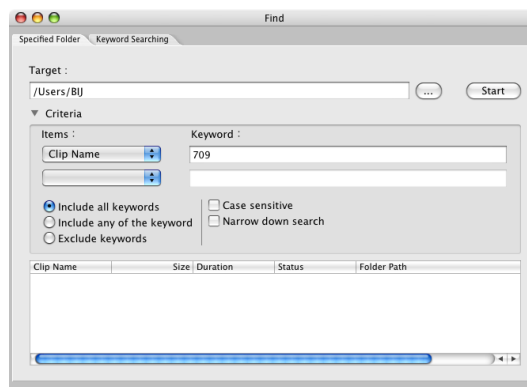 Find
Specified Folder Keyword Searching
Target :
/Users/BIJ ... Start
Criteria
Items : Keyword :
Clip Name 709
Include all keywords Case sensitive
Include any of the keyword Narrow down search
Exclude keywords
Clip Name Size Duration Status Folder Path